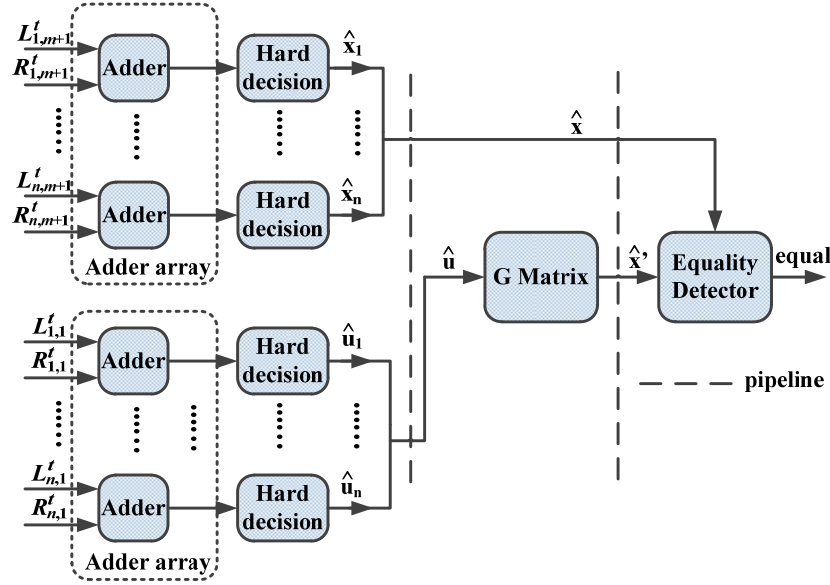 L^t_{1,m+1}
R^t_{1,m+1}
Adder
Hard decision
x̂_1
L^t_{n,m+1}
R^t_{n,m+1}
Adder
Hard decision
x̂_n
Adder array
x̂
û
G Matrix
x̂'
Equality Detector
equal
L^t_{1,1}
R^t_{1,1}
Adder
Hard decision
û_1
pipeline
L^t_{n,1}
R^t_{n,1}
Adder
Hard decision
û_n
Adder array